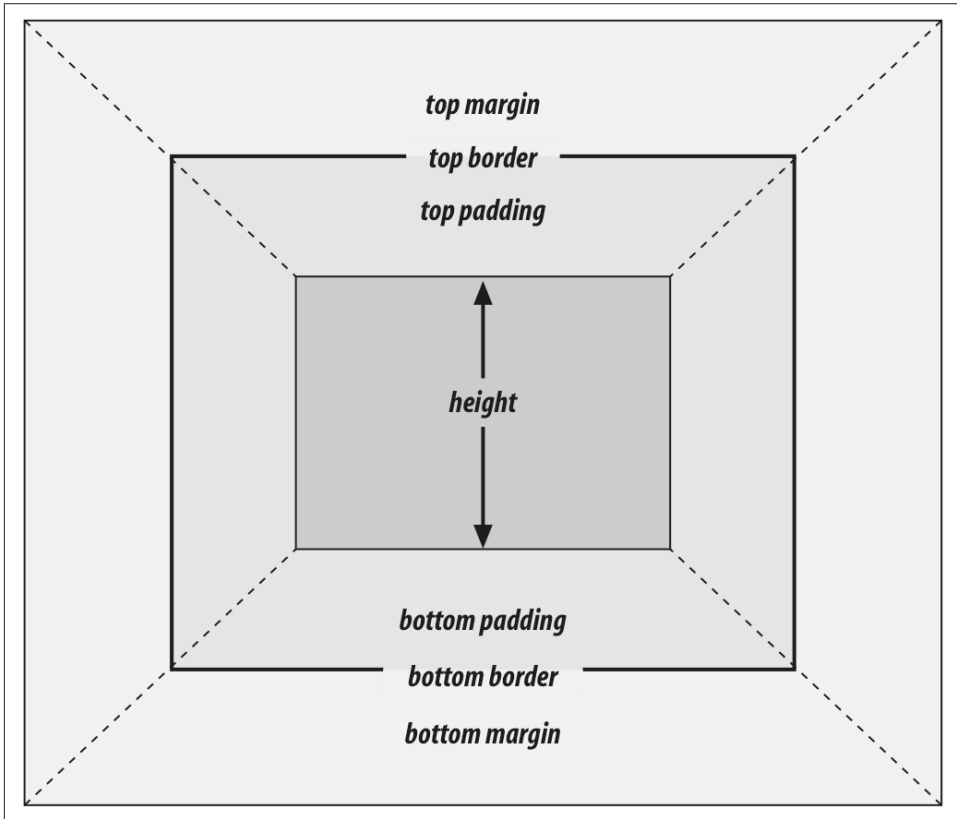 top margin
top border
top padding
height
bottom padding
bottom border
bottom margin